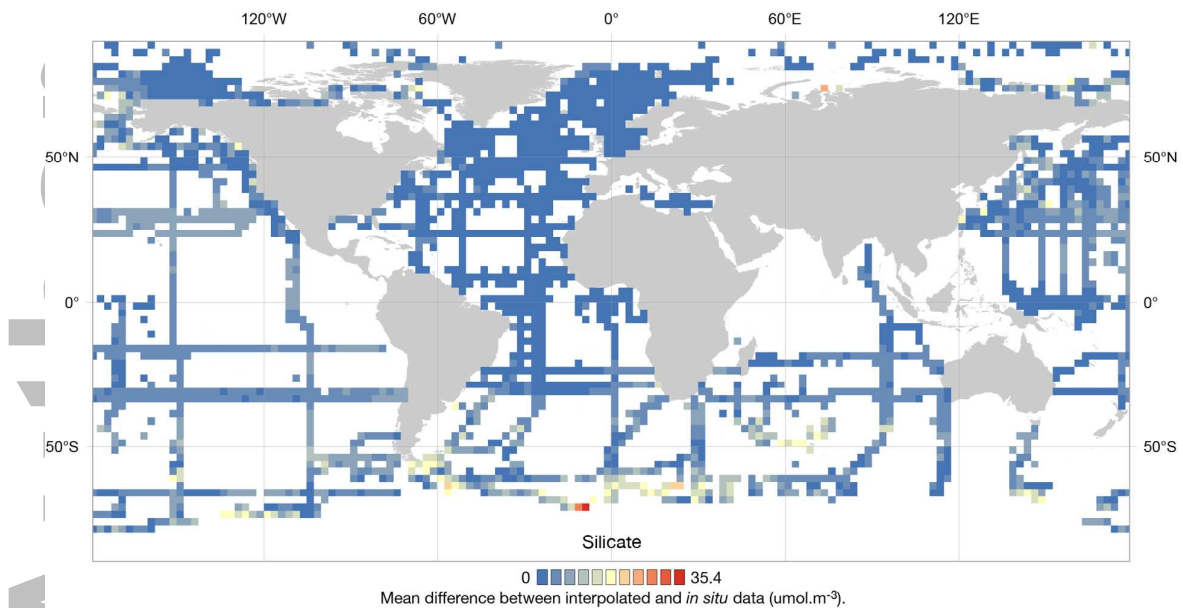 120°W 60°W 0° 60°E 120°E
50°N 50°N
0° 0°
50°S 50°S
Silicate
0 35.4
Mean difference between interpolated and in situ data (umol.m⁻³).